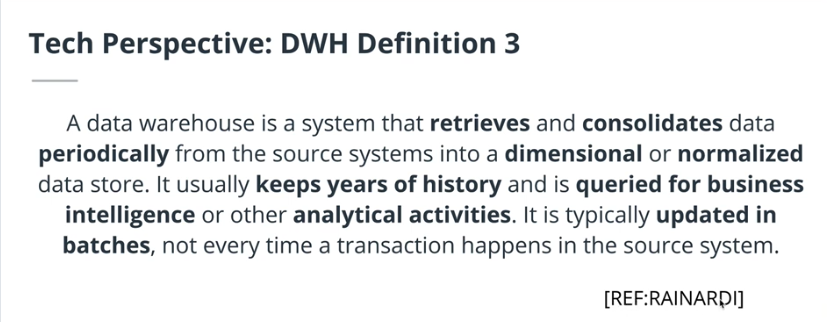 Tech Perspective: DWH Definition 3
A data warehouse is a system that retrieves and consolidates data
periodically from the source systems into a dimensional or normalized
data store. It usually keeps years of history and is queried for business
intelligence or other analytical activities. It is typically updated in
batches, not every time a transaction happens in the source system.
[REF:RAINARDI]